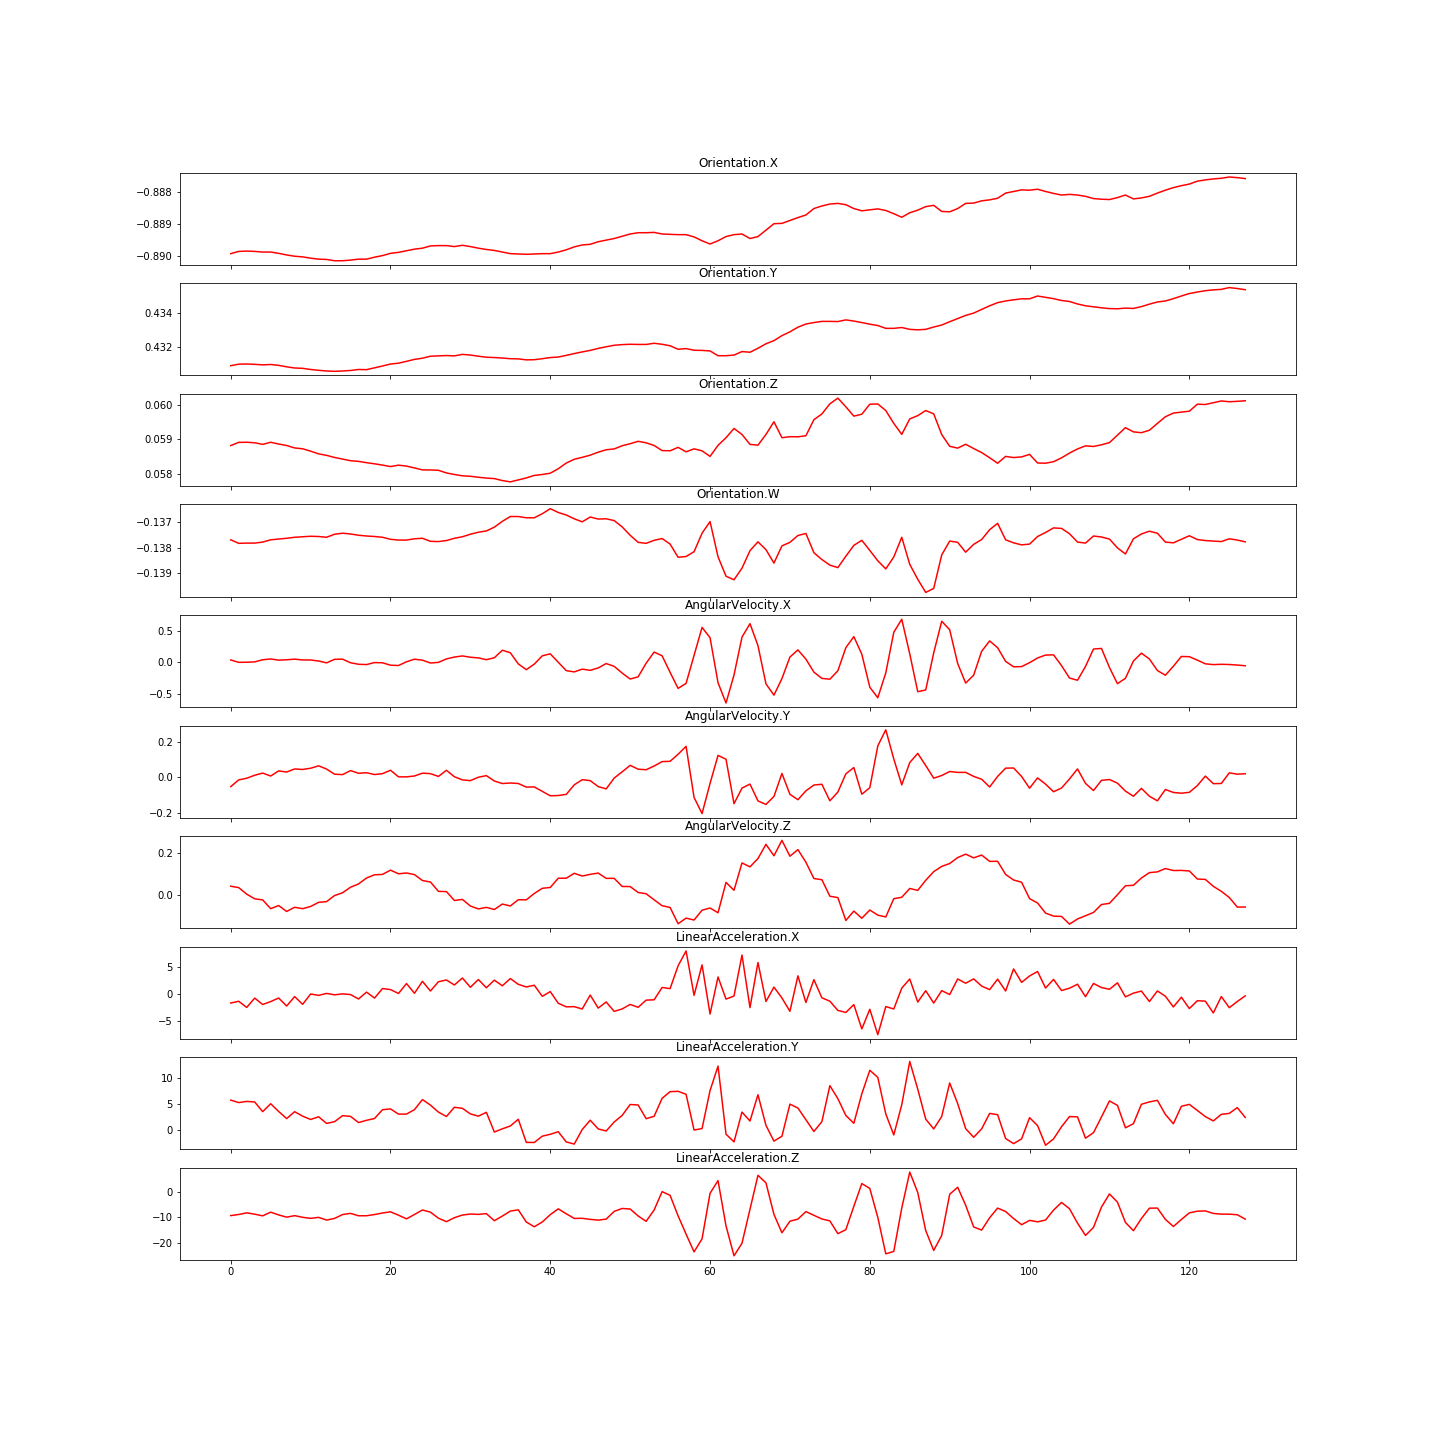 Orientation.X
−0.888
−0.889
−0.890
Orientation.Y
0.434
0.432
Orientation.Z
0.060
0.059
0.058
Orientation.W
−0.137
−0.138
−0.139
AngularVelocity.X
0.5
0.0
−0.5
AngularVelocity.Y
0.2
0.0
−0.2
AngularVelocity.Z
0.2
0.0
LinearAcceleration.X
5
0
−5
LinearAcceleration.Y
10
5
0
LinearAcceleration.Z
0
−10
−20
0 20 40 60 80 100 120